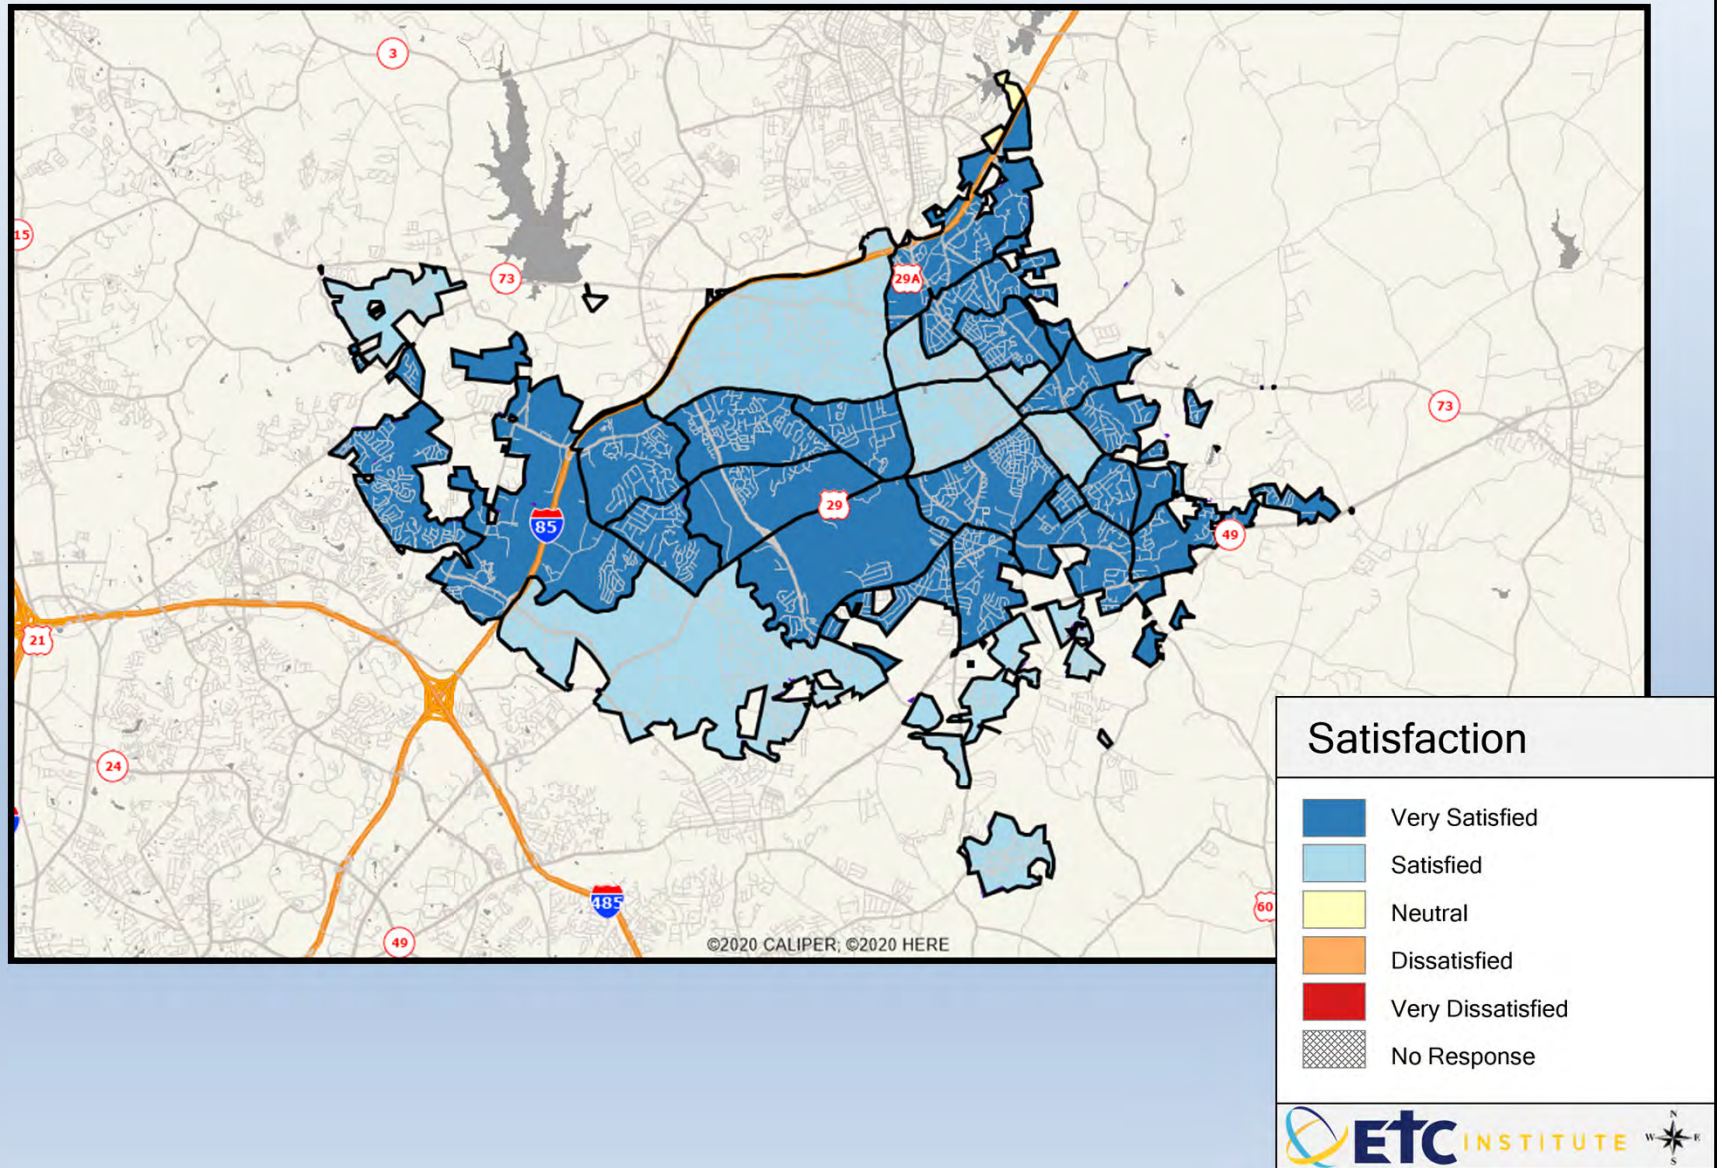 3
15
73
29A
73
29
85
49
21
24
485
60
49
©2020 CALIPER; ©2020 HERE
Satisfaction
Very Satisfied
Satisfied
Neutral
Dissatisfied
Very Dissatisfied
No Response
ETC INSTITUTE
N
W E
S